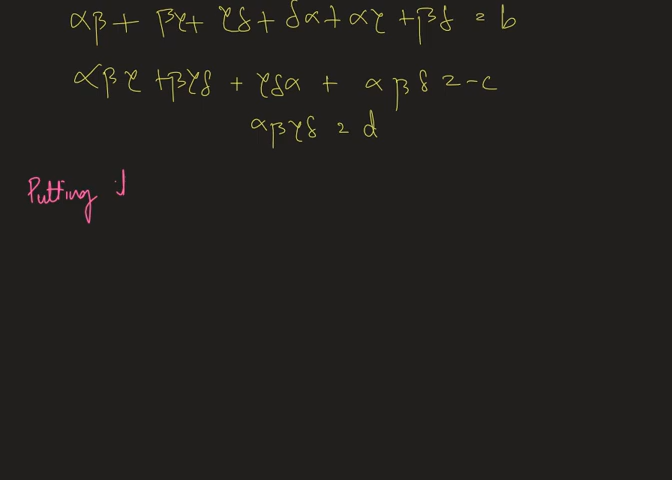 αβ + βγ + γδ + δα + αγ + βδ = b
αβγ + βγδ + γδα + αβδ = -c
αβγδ = d
Putting